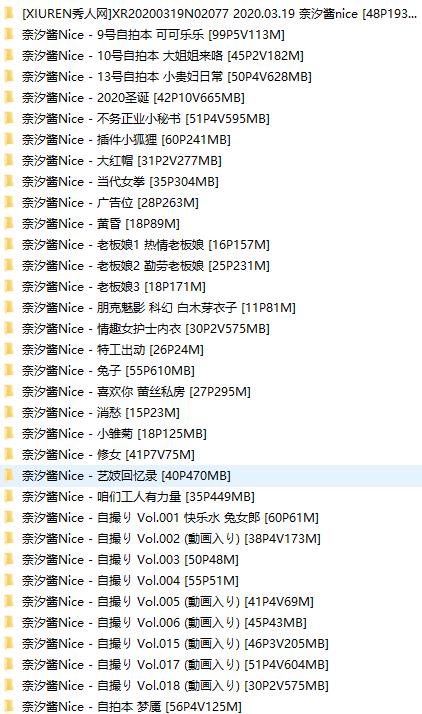 [XIUREN秀人网]XR20200319N02077 2020.03.19 奈汐酱nice [48P193...
奈汐酱Nice - 9号自拍本 可可乐乐 [99P5V113M]
奈汐酱Nice - 10号自拍本 大姐姐来咯 [45P2V182M]
奈汐酱Nice - 13号自拍本 小贵妇日常 [50P4V628M]
奈汐酱Nice - 2020圣诞 [42P10V665MB]
奈汐酱Nice - 不务正业小秘书 [51P4V595MB]
奈汐酱Nice - 插件小狐狸 [60P241MB]
奈汐酱Nice - 大红帽 [31P2V277MB]
奈汐酱Nice - 当代女拳 [35P304MB]
奈汐酱Nice - 广告位 [28P263M]
奈汐酱Nice - 黄昏 [18P89M]
奈汐酱Nice - 老板娘1 热情老板娘 [16P157M]
奈汐酱Nice - 老板娘2 勤劳老板娘 [25P231M]
奈汐酱Nice - 老板娘3 [18P171M]
奈汐酱Nice - 朋克魅影 科幻 白木芽衣子 [11P81M]
奈汐酱Nice - 情趣女护士内衣 [30P2V575MB]
奈汐酱Nice - 特工出动 [26P24M]
奈汐酱Nice - 兔子 [55P610MB]
奈汐酱Nice - 喜欢你 蕾丝私房 [27P295M]
奈汐酱Nice - 消愁 [15P23M]
奈汐酱Nice - 小雏菊 [18P125MB]
奈汐酱Nice - 修女 [41P7V75M]
奈汐酱Nice - 艺妓回忆录 [40P470MB]
奈汐酱Nice - 咱们工人有力量 [35P449MB]
奈汐酱Nice - 自撮り Vol.001 快乐水 兔女郎 [60P61M]
奈汐酱Nice - 自撮り Vol.002 (動画入り) [38P4V173M]
奈汐酱Nice - 自撮り Vol.003 [50P48M]
奈汐酱Nice - 自撮り Vol.004 [55P51M]
奈汐酱Nice - 自撮り Vol.005 (動画入り) [41P4V69M]
奈汐酱Nice - 自撮り Vol.006 (動画入り) [45P43MB]
奈汐酱Nice - 自撮り Vol.015 (動画入り) [46P3V205MB]
奈汐酱Nice - 自撮り Vol.017 (動画入り) [51P4V604MB]
奈汐酱Nice - 自撮り Vol.018 (動画入り) [30P2V575MB]
奈汐酱Nice - 自拍本 梦魇 [56P4V125M]